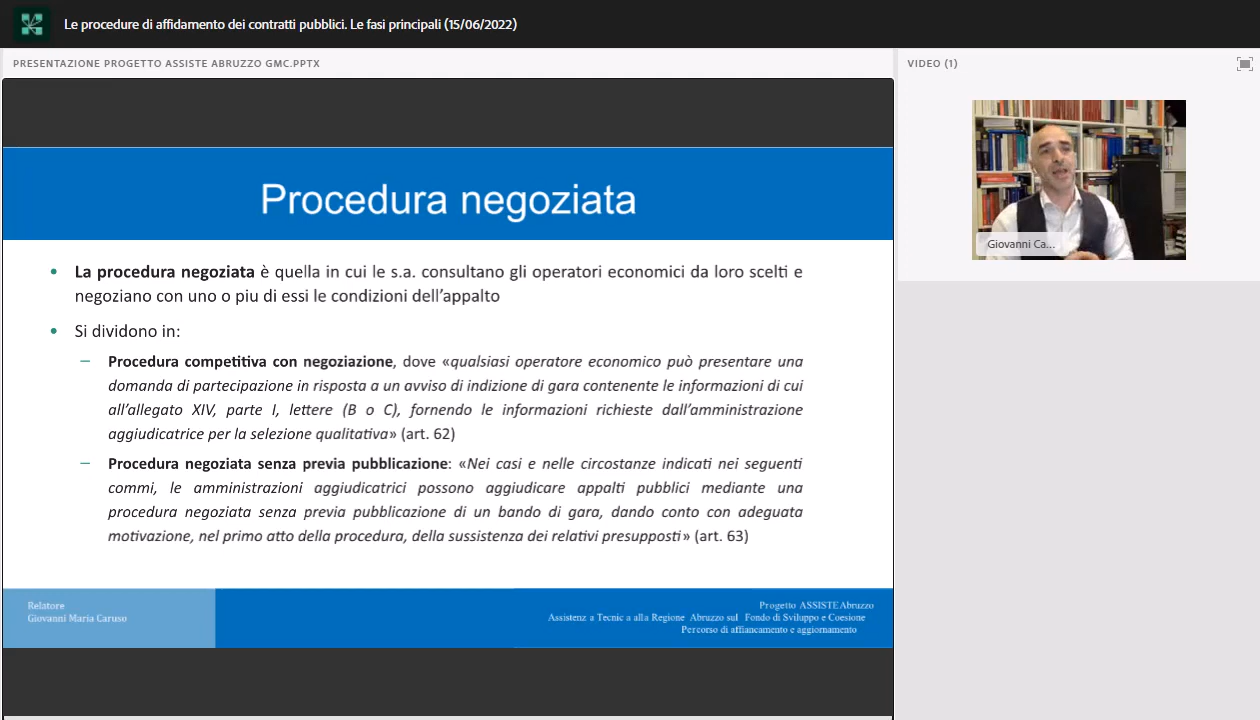 Le procedure di affidamento dei contratti pubblici. Le fasi principali (15/06/2022)
PRESENTAZIONE PROGETTO ASSISTE ABRUZZO GMC.PPTX
VIDEO (1)
Procedura negoziata
• La procedura negoziata è quella in cui le s.a. consultano gli operatori economici da loro scelti e
negoziano con uno o piu di essi le condizioni dell'appalto
• Si dividono in:
– Procedura competitiva con negoziazione, dove «qualsiasi operatore economico può presentare una
domanda di partecipazione in risposta a un avviso di indizione di gara contenente le informazioni di cui
all'allegato XIV, parte I, lettere (B o C), fornendo le informazioni richieste dall'amministrazione
aggiudicatrice per la selezione qualitativa» (art. 62)
– Procedura negoziata senza previa pubblicazione: «Nei casi e nelle circostanze indicati nei seguenti
commi, le amministrazioni aggiudicatrici possono aggiudicare appalti pubblici mediante una
procedura negoziata senza previa pubblicazione di un bando di gara, dando conto con adeguata
motivazione, nel primo atto della procedura, della sussistenza dei relativi presupposti» (art. 63)
Giovanni Ca...
Relatore
Giovanni Maria Caruso
Progetto ASSISTE Abruzzo
Assistenz a Tecnic a alla Regione Abruzzo sul Fondo di Sviluppo e Coesione
Percorso di affiancamento e aggiornamento